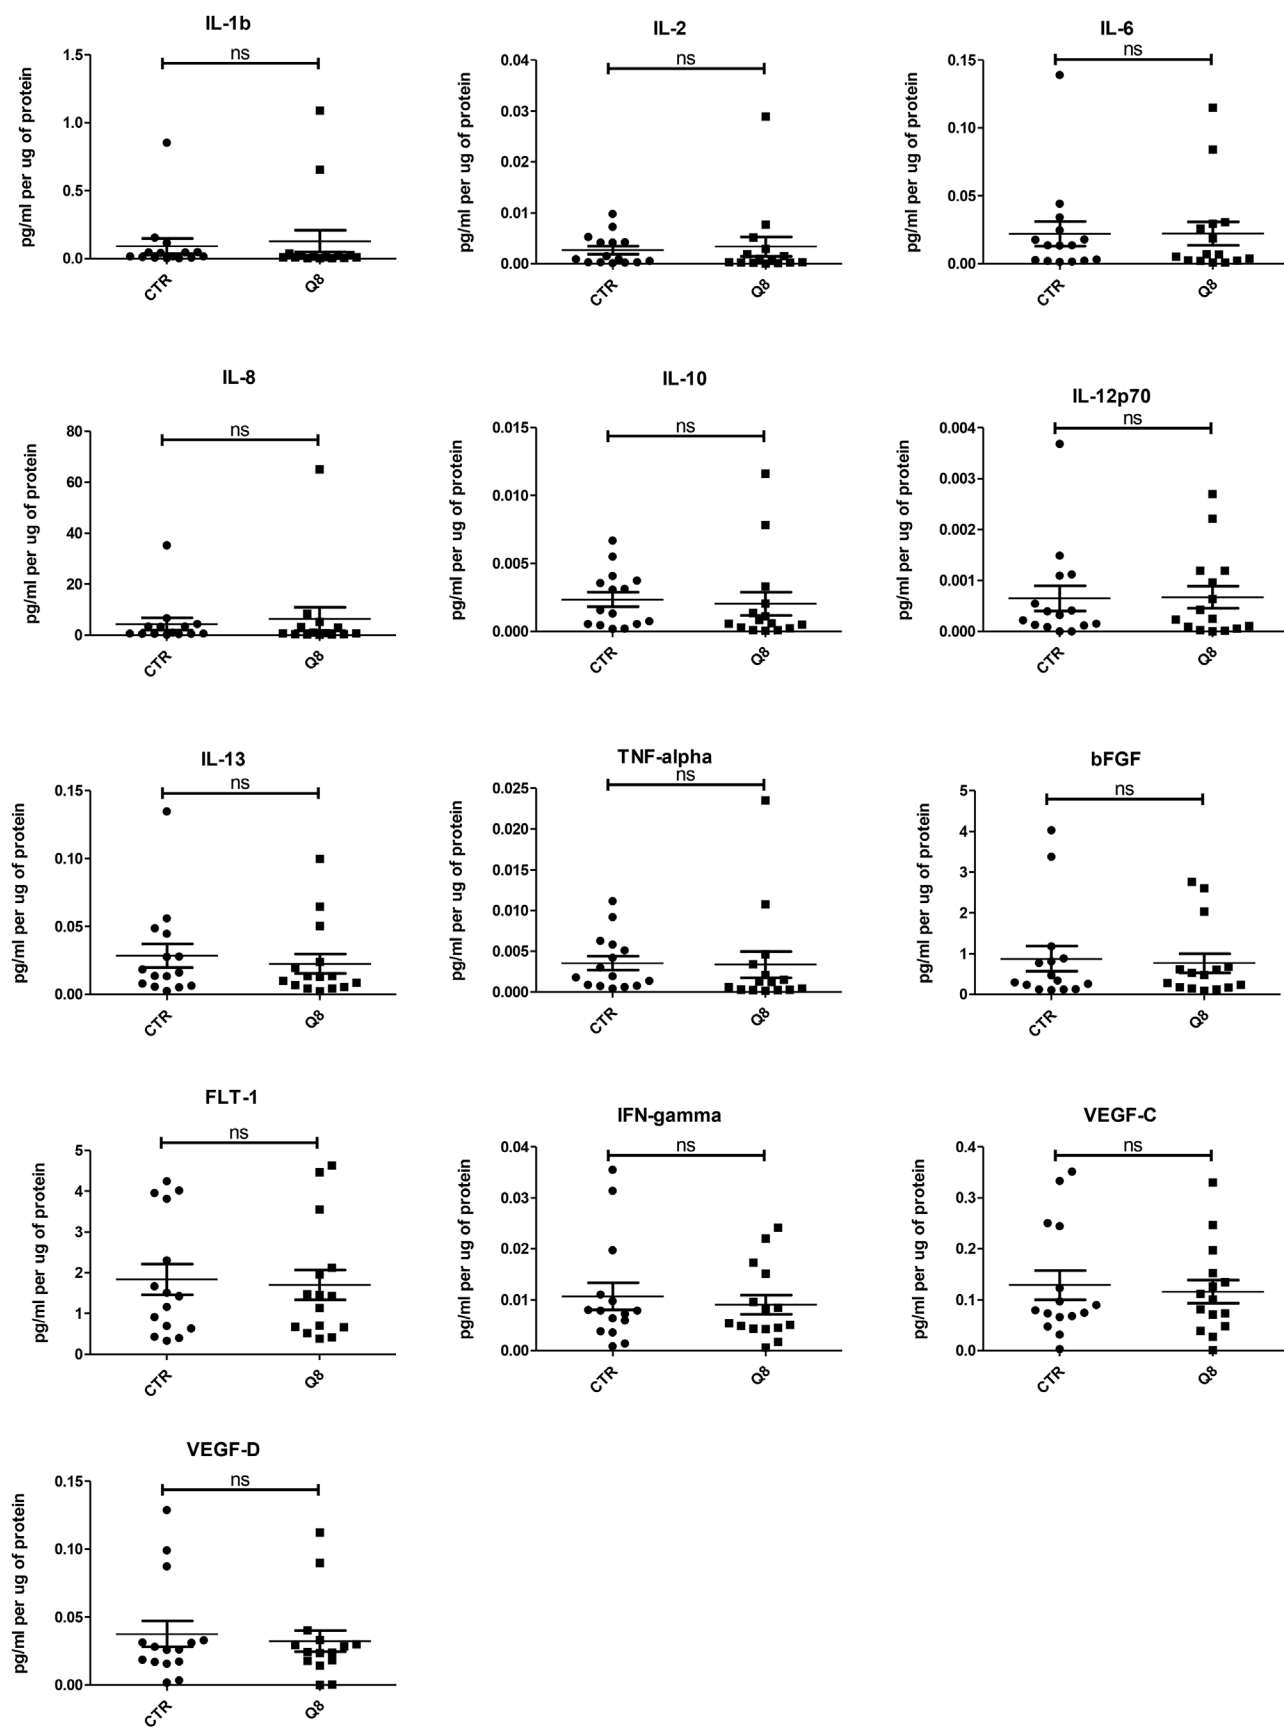 IL-1b
ns
pg/ml per ug of protein
1.5
1.0
0.5
0.0
CTR
Q8
IL-2
ns
pg/ml per ug of protein
0.04
0.03
0.02
0.01
0.00
CTR
Q8
IL-6
ns
pg/ml per ug of protein
0.15
0.10
0.05
0.00
CTR
Q8
IL-8
ns
pg/ml per ug of protein
80
60
40
20
0
CTR
Q8
IL-10
ns
pg/ml per ug of protein
0.015
0.010
0.005
0.000
CTR
Q8
IL-12p70
ns
pg/ml per ug of protein
0.004
0.003
0.002
0.001
0.000
CTR
Q8
IL-13
ns
pg/ml per ug of protein
0.15
0.10
0.05
0.00
CTR
Q8
TNF-alpha
ns
pg/ml per ug of protein
0.025
0.020
0.015
0.010
0.005
0.000
CTR
Q8
bFGF
ns
pg/ml per ug of protein
5
4
3
2
1
0
CTR
Q8
FLT-1
ns
pg/ml per ug of protein
5
4
3
2
1
0
CTR
Q8
IFN-gamma
ns
pg/ml per ug of protein
0.04
0.03
0.02
0.01
0.00
CTR
Q8
VEGF-C
ns
pg/ml per ug of protein
0.4
0.3
0.2
0.1
0.0
CTR
Q8
VEGF-D
ns
pg/ml per ug of protein
0.15
0.10
0.05
0.00
CTR
Q8